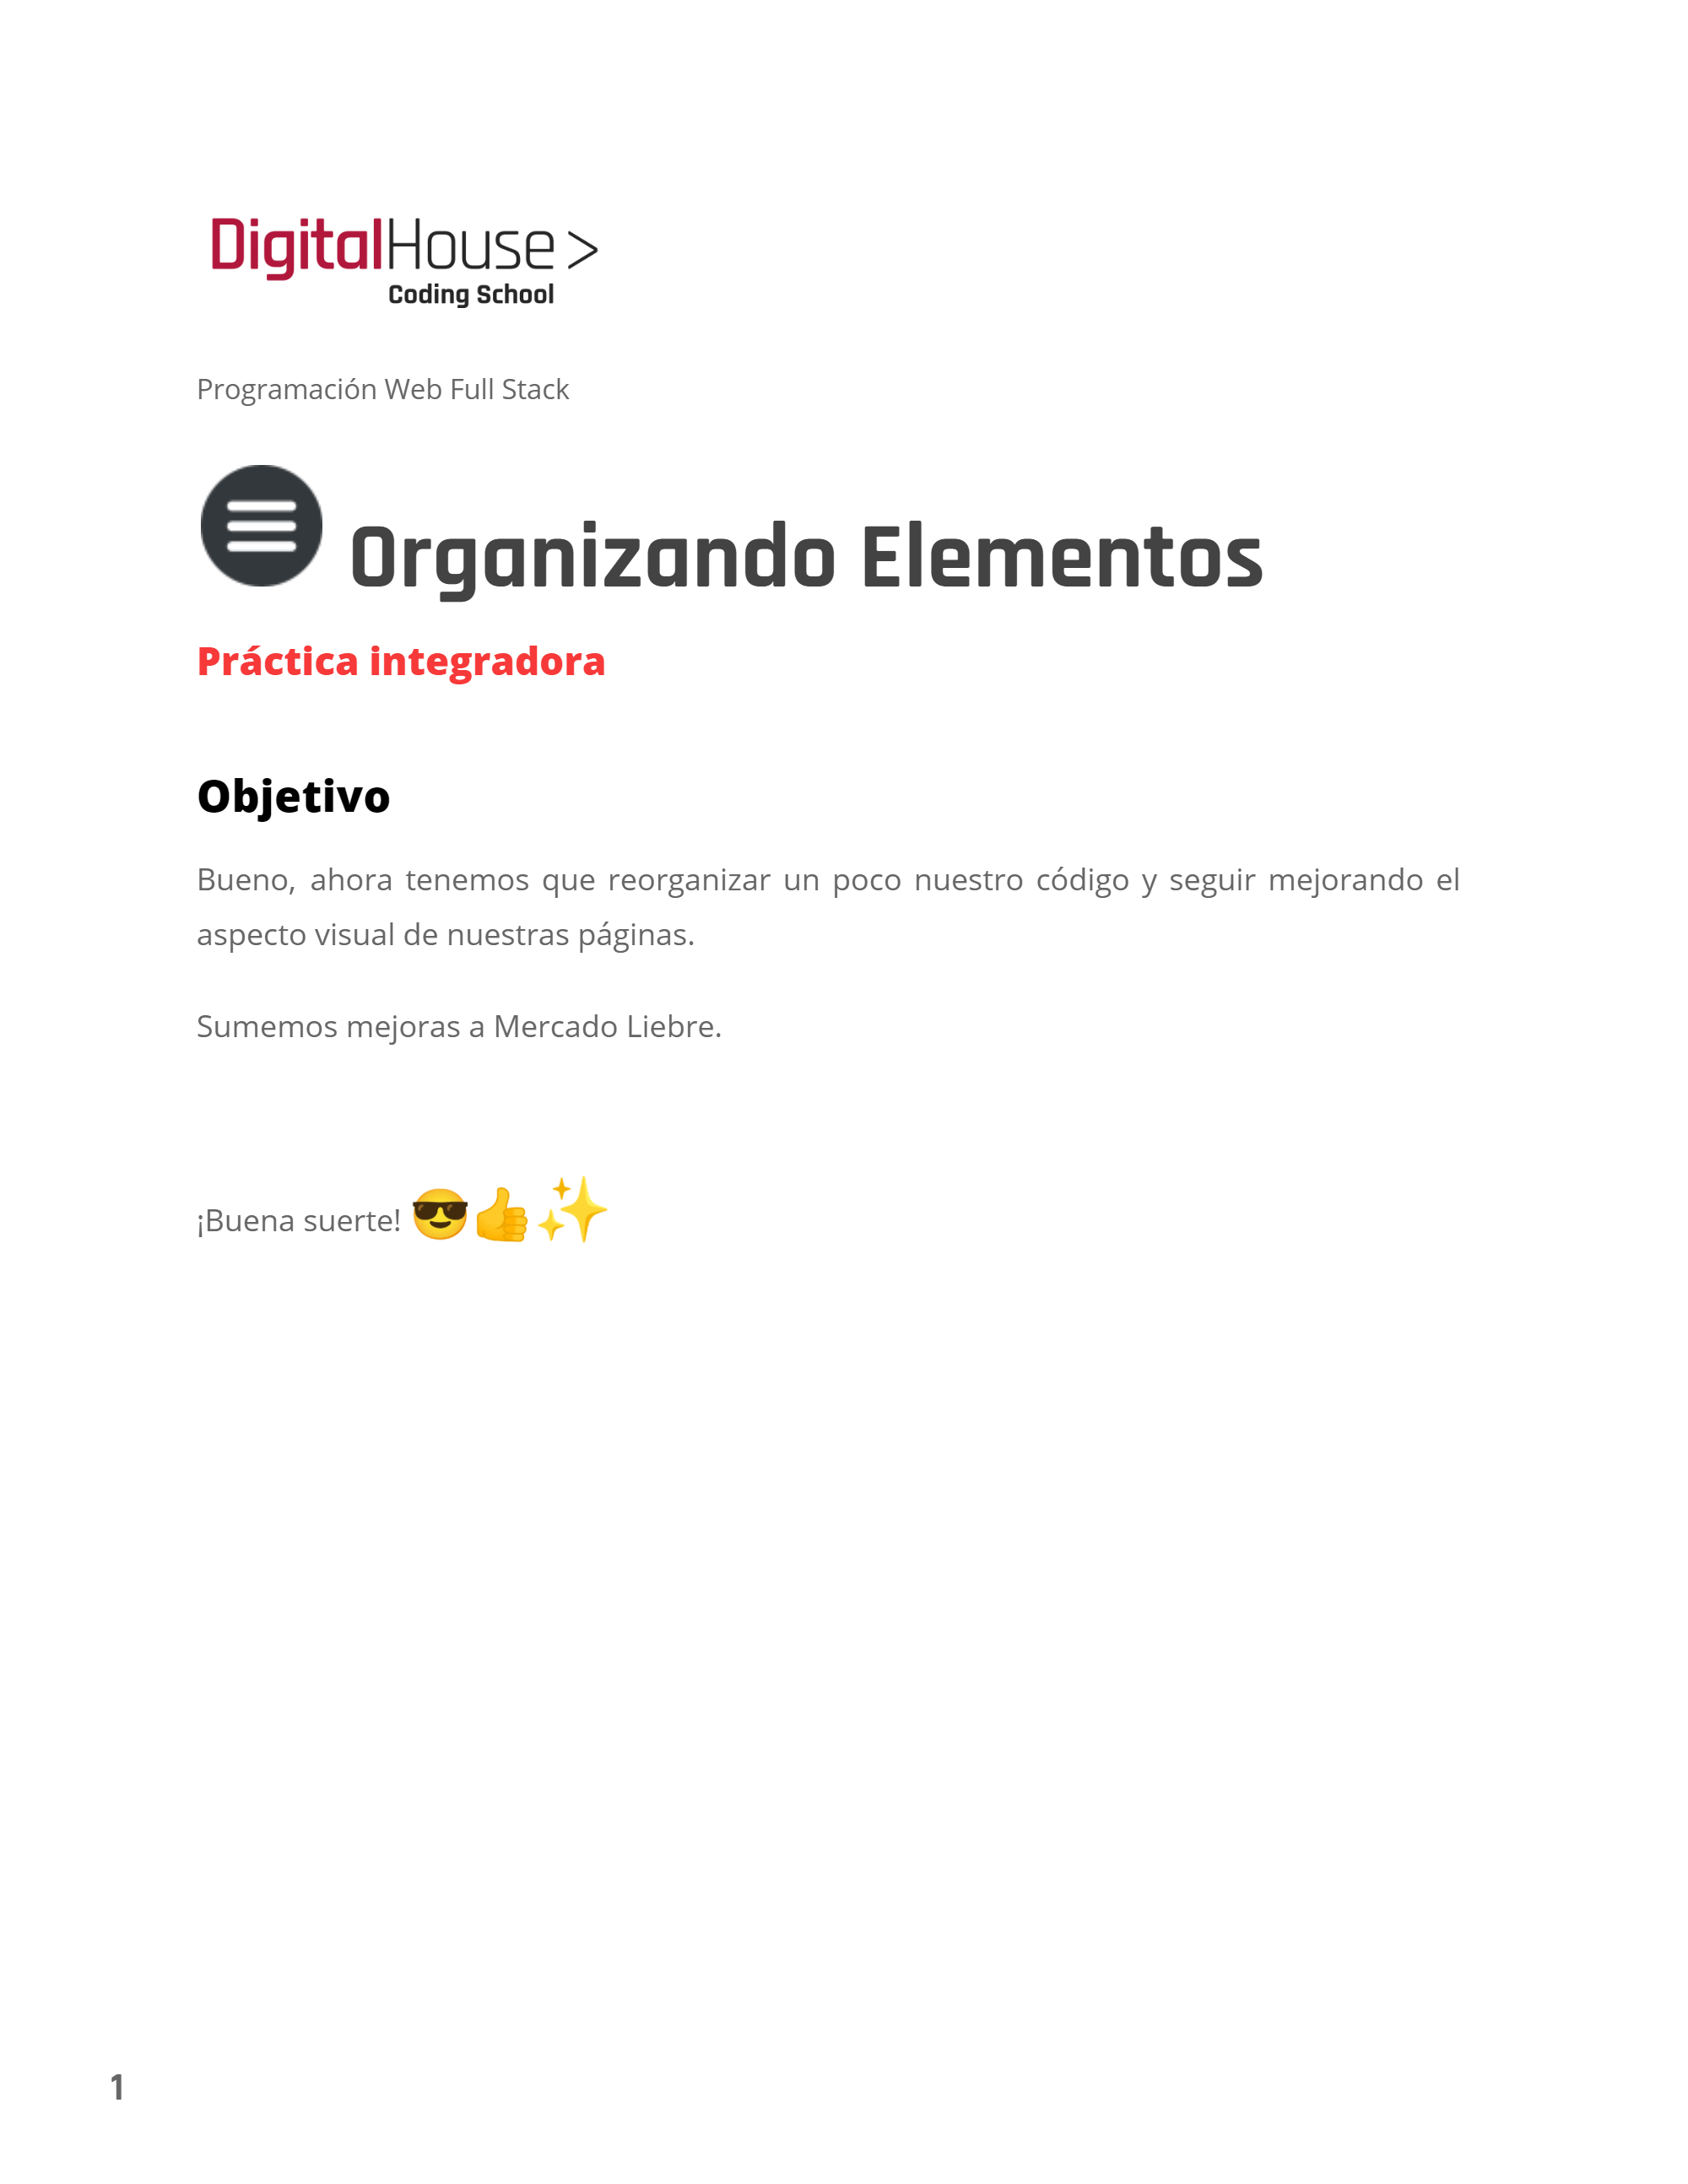 DigitalHouse>
Coding School
Programación Web Full Stack
Organizando Elementos
Práctica integradora
Objetivo
Bueno, ahora tenemos que reorganizar un poco nuestro código y seguir mejorando el
aspecto visual de nuestras páginas.
Sumemos mejoras a Mercado Liebre.
¡Buena suerte! 😎👍✨
1